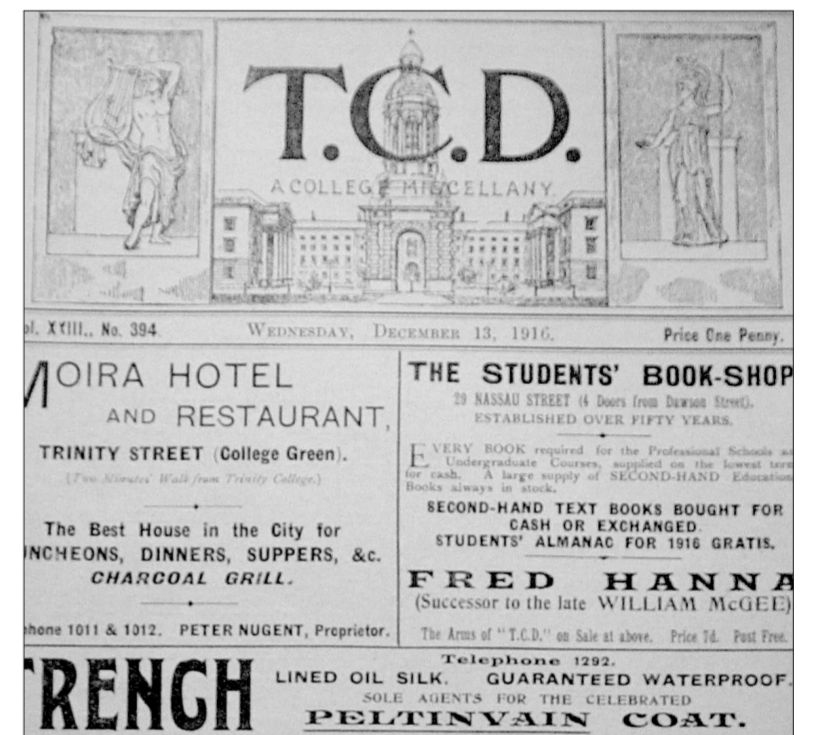 T.C.D.
A COLLEGE MISCELLANY.
ol. XXIII., No. 394.
WEDNESDAY, DECEMBER 13, 1916.
Price One Penny.
MOIRA HOTEL
AND RESTAURANT,
TRINITY STREET (College Green).
(Two Minutes' Walk from Trinity College.)
The Best House in the City for
UNCHEONS, DINNERS, SUPPERS, &c.
CHARCOAL GRILL.
phone 1011 & 1012. PETER NUGENT, Proprietor.
THE STUDENTS' BOOK-SHOP
29 NASSAU STREET (4 Doors from Dawson Street).
ESTABLISHED OVER FIFTY YEARS.
EVERY BOOK required for the Professional Schools a
Undergraduate Courses, supplied on the lowest term
for cash. A large supply of SECOND-HAND Education
Books always in stock.
SECOND-HAND TEXT BOOKS BOUGHT FOR
CASH OR EXCHANGED.
STUDENTS' ALMANAC FOR 1916 GRATIS.
FRED HANNA
(Successor to the late WILLIAM McGEE)
The Arms of "T.C.D." on Sale at above. Price 7d. Post Free.
TRENCH
Telephone 1292.
LINED OIL SILK. GUARANTEED WATERPROOF.
SOLE AGENTS FOR THE CELEBRATED
PELTINVAIN COAT.